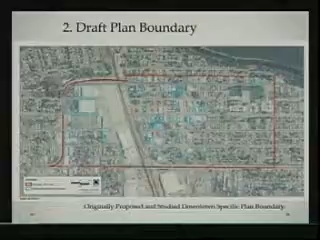 2. Draft Plan Boundary
Originally Proposed and Studied Downtown Specific Plan Boundary